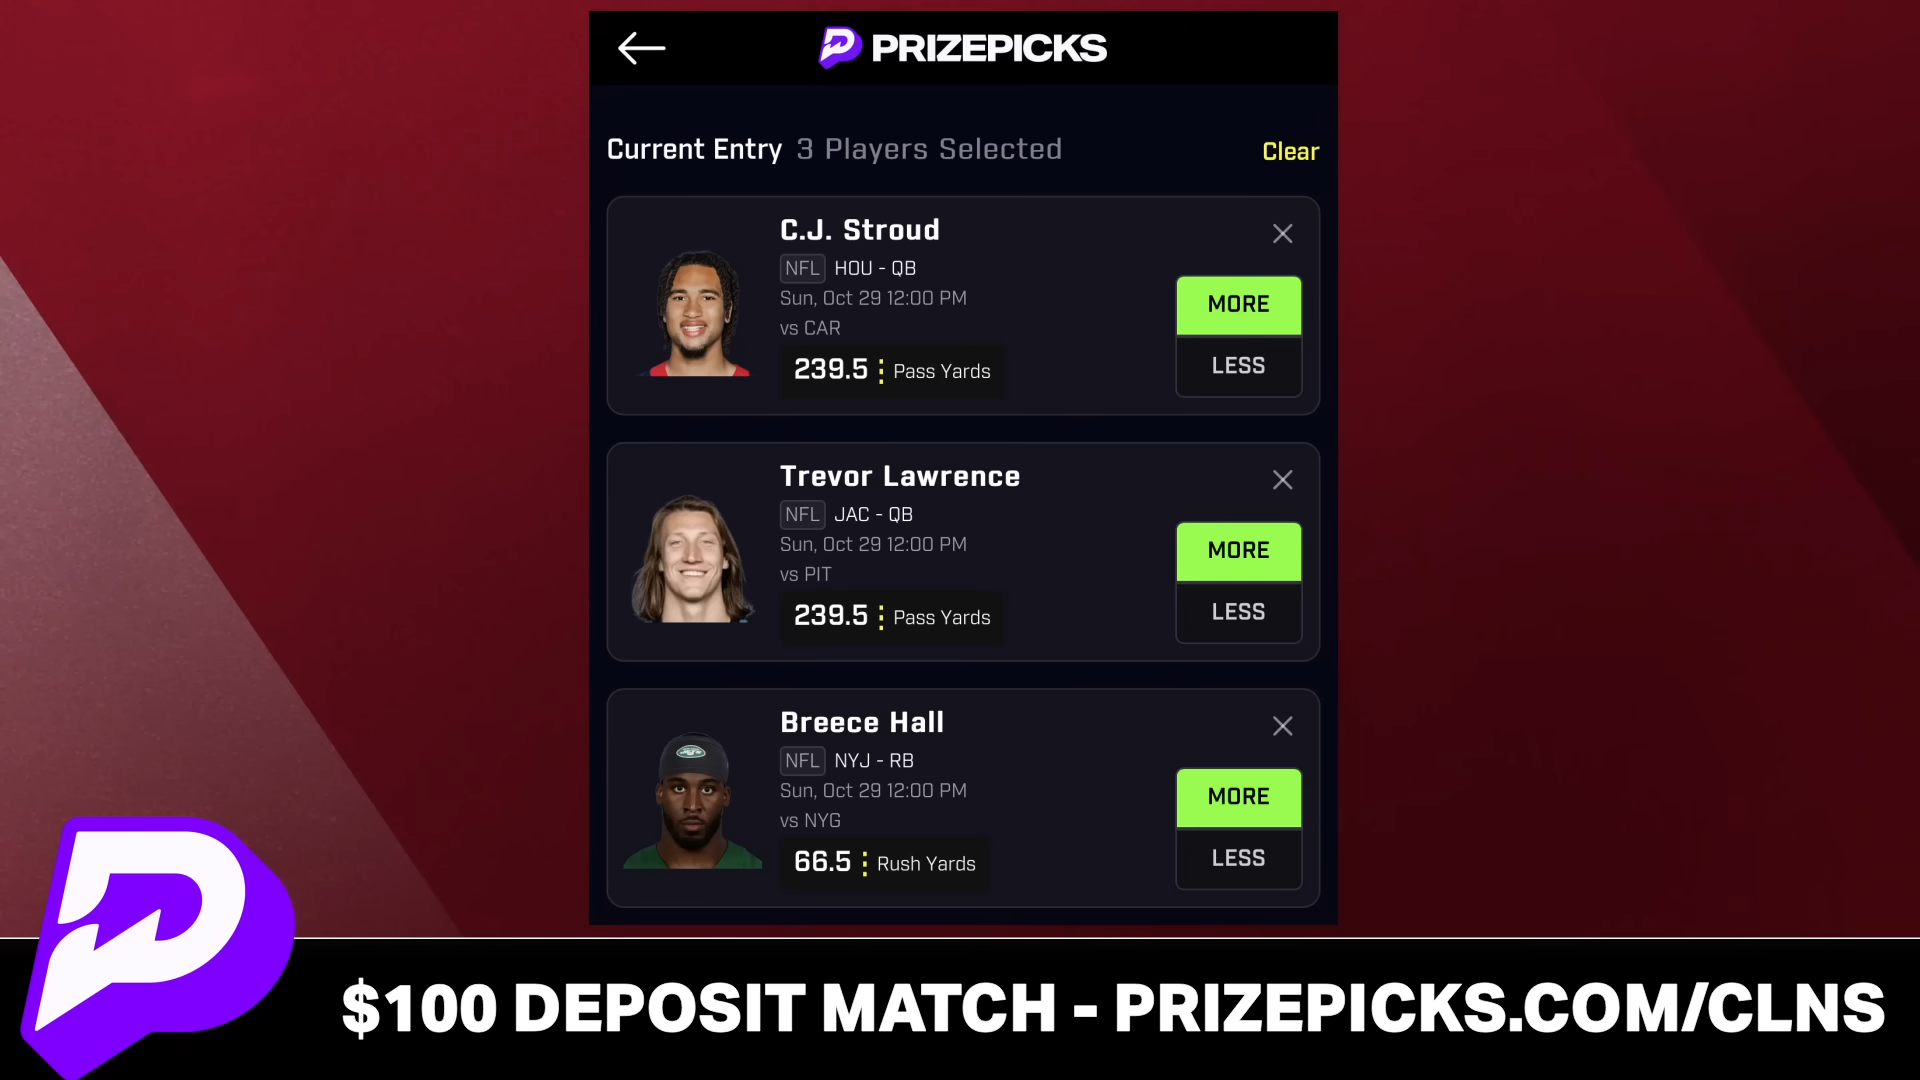 PRIZEPICKS
Current Entry 3 Players Selected Clear
C.J. Stroud
NFL HOU - QB
Sun, Oct 29 12:00 PM
vs CAR
239.5 Pass Yards
MORE
LESS
Trevor Lawrence
NFL JAC - QB
Sun, Oct 29 12:00 PM
vs PIT
239.5 Pass Yards
MORE
LESS
JETS
Breece Hall
NFL NYJ - RB
Sun, Oct 29 12:00 PM
vs NYG
66.5 Rush Yards
MORE
LESS
$100 DEPOSIT MATCH - PRIZEPICKS.COM/CLNS